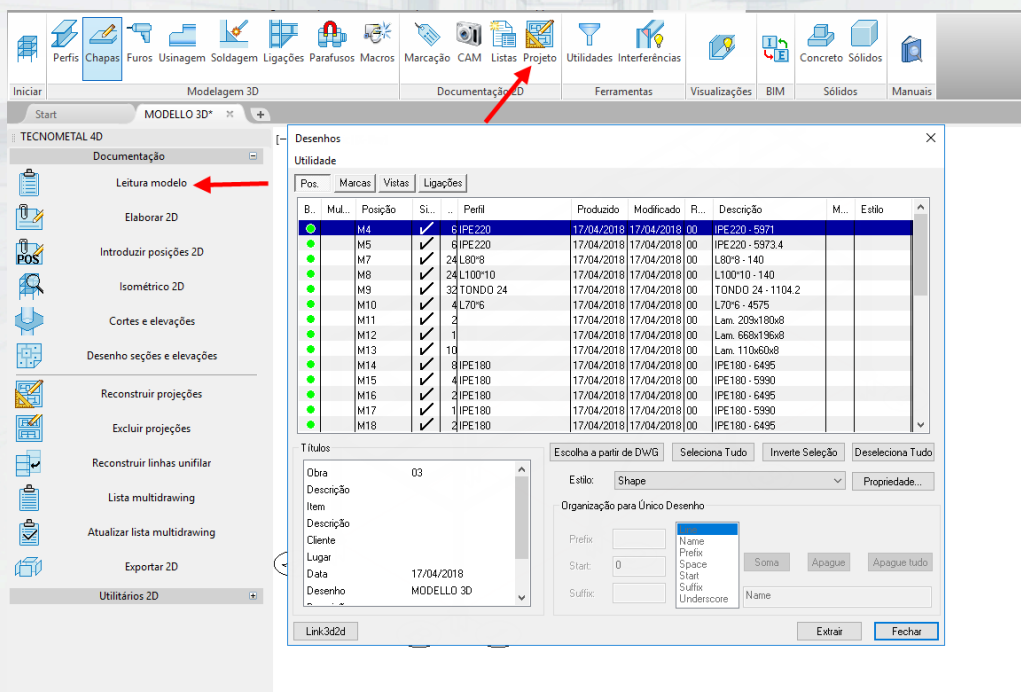 Perfis Chapas Furos Usinagem Soldagem Ligações Parafusos Macros Marcação CAM Listas Projeto Utilidades Interferências Concreto Sólidos
Iniciar Modelagem 3D Documentação 2D Ferramentas Visualizações BIM Sólidos Manuais
Start MODELLO 3D* × +
TECNOMETAL 4D
Documentação
Leitura modelo
Elaborar 2D
POS
Introduzir posições 2D
Isométrico 2D
Cortes e elevações
Desenho seções e elevações
Reconstruir projeções
Excluir projeções
Reconstruir linhas unifilar
Lista multidrawing
Atualizar lista multidrawing
Exportar 2D
Utilitários 2D
Desenhos
Utilidade
Pos. Marcas Vistas Ligações
B.. Mul... Posição Si... .. Perfil Produzido Modificado R... Descrição M... Estilo
M4 6 IPE220 17/04/2018 17/04/2018 00 IPE220 - 5971
M5 6 IPE220 17/04/2018 17/04/2018 00 IPE220 - 5973.4
M7 24 L80*8 17/04/2018 17/04/2018 00 L80*8 - 140
M8 24 L100*10 17/04/2018 17/04/2018 00 L100*10 - 140
M9 32 TONDO 24 17/04/2018 17/04/2018 00 TONDO 24 - 1104.2
M10 4 L70*6 17/04/2018 17/04/2018 00 L70*6 - 4575
M11 2 17/04/2018 17/04/2018 00 Lam. 209x180x8
M12 1 17/04/2018 17/04/2018 00 Lam. 668x196x8
M13 10 17/04/2018 17/04/2018 00 Lam. 110x60x8
M14 8 IPE180 17/04/2018 17/04/2018 00 IPE180 - 6495
M15 4 IPE180 17/04/2018 17/04/2018 00 IPE180 - 5990
M16 2 IPE180 17/04/2018 17/04/2018 00 IPE180 - 6495
M17 1 IPE180 17/04/2018 17/04/2018 00 IPE180 - 5990
M18 2 IPE180 17/04/2018 17/04/2018 00 IPE180 - 6495
Títulos
Obra 03
Descrição
Item
Descrição
Cliente
Lugar
Data 17/04/2018
Desenho MODELLO 3D
Escolha a partir de DWG Seleciona Tudo Inverte Seleção Deseleciona Tudo
Estilo: Shape Propriedade...
Organização para Único Desenho
Prefix
Start: 0
Suffix:
Name
Prefix
Space
Start
Suffix
Underscore
Soma Apague Apague tudo
Name
Link3d2d Extrair Fechar